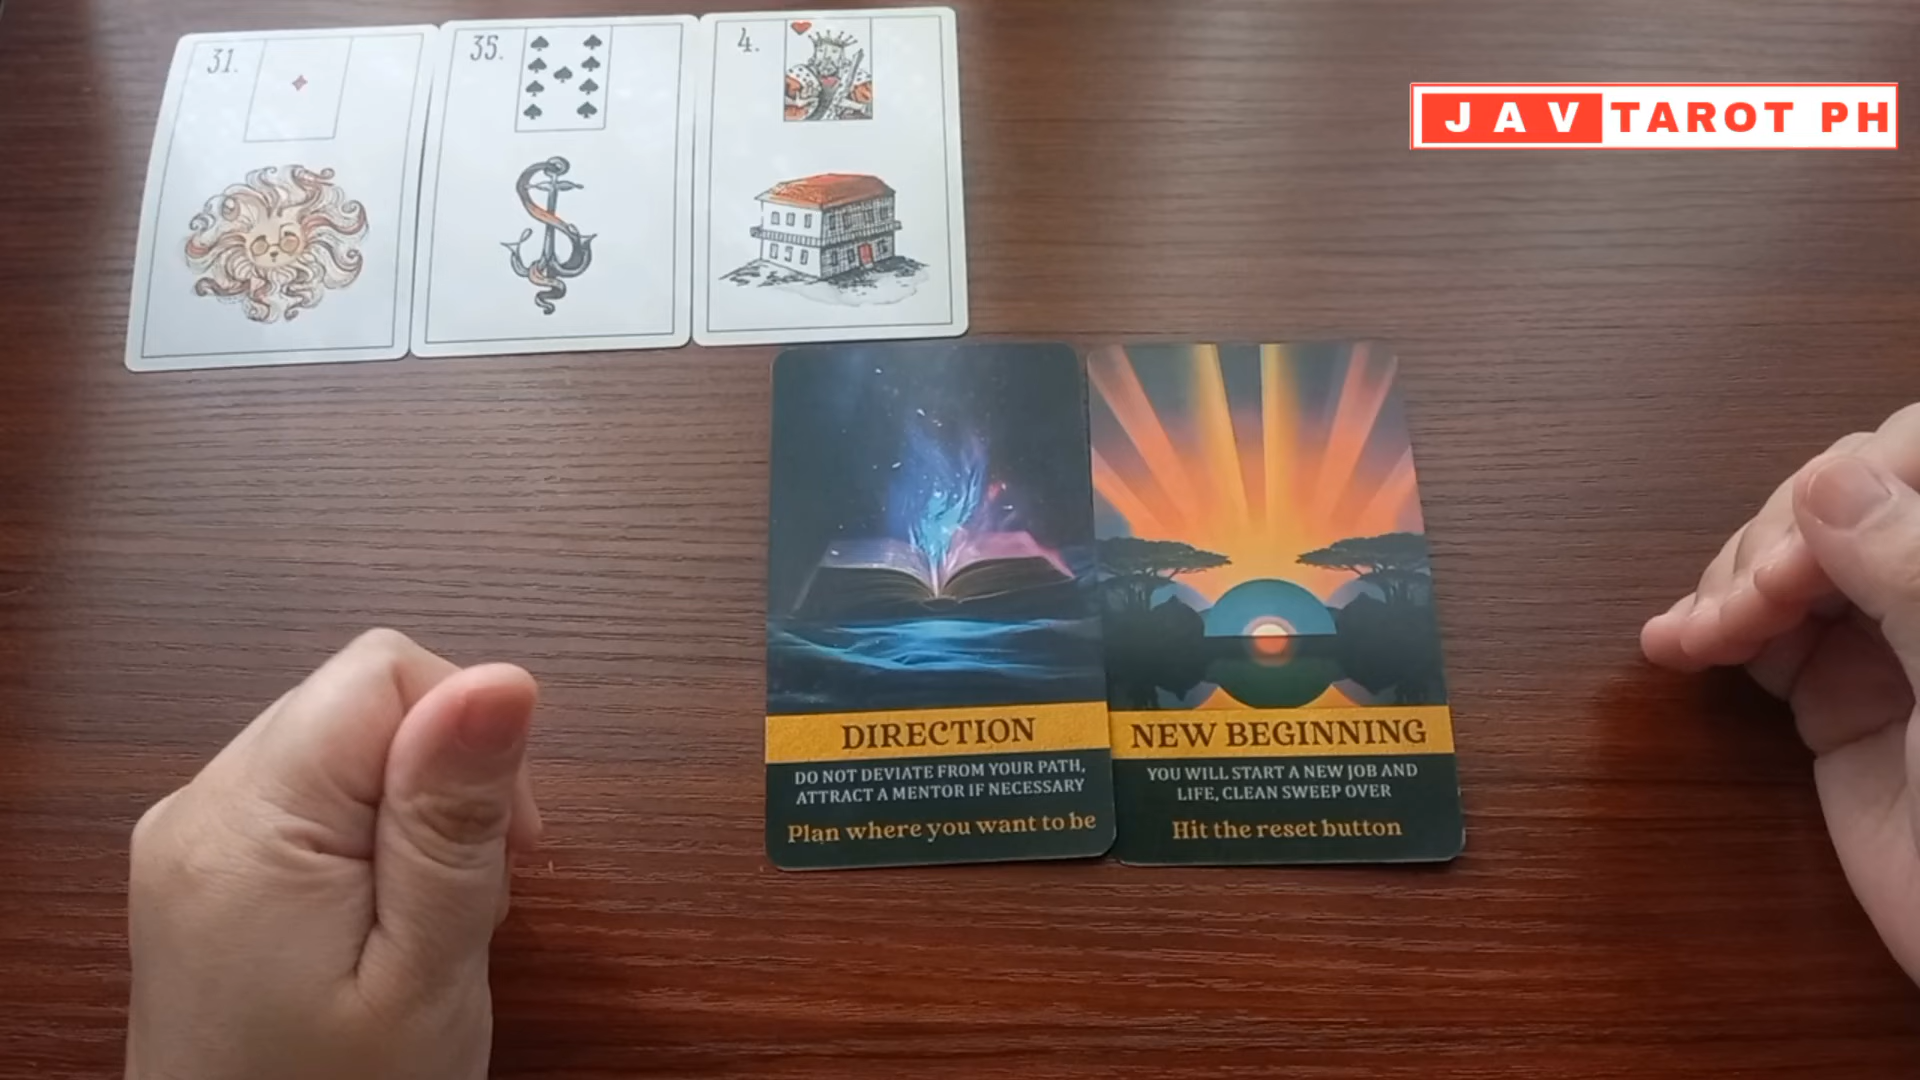 31.
35.
4.
JAV TAROT PH
DIRECTION
DO NOT DEVIATE FROM YOUR PATH,
ATTRACT A MENTOR IF NECESSARY
Plan where you want to be
NEW BEGINNING
YOU WILL START A NEW JOB AND
LIFE, CLEAN SWEEP OVER
Hit the reset button